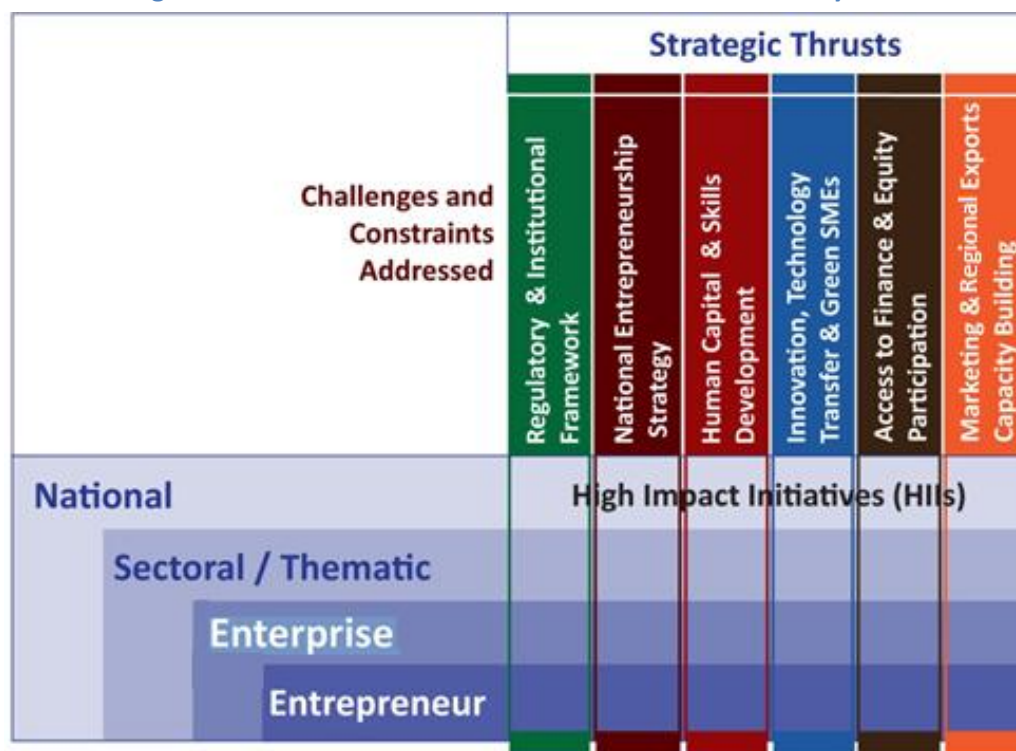 Strategic Thrusts
Challenges and
Constraints
Addressed
Regulatory & Institutional
Framework
National Entrepreneurship
Strategy
Human Capital & Skills
Development
Innovation, Technology
Transfer & Green SMEs
Access to Finance & Equity
Participation
Marketing & Regional Exports
Capacity Building
National
High Impact Initiatives (HIIs)
Sectoral / Thematic
Enterprise
Entrepreneur